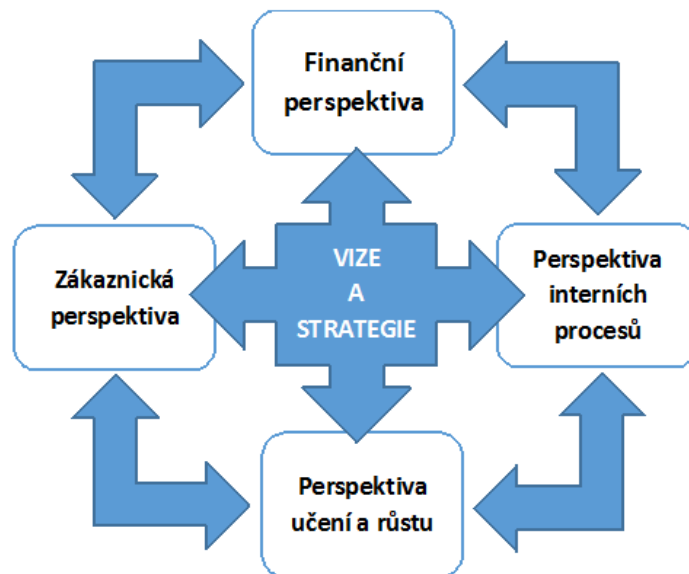 Finanční
perspektiva
Zákaznická
perspektiva
VIZE
A
STRATEGIE
Perspektiva
interních
procesů
Perspektiva
učení a růstu